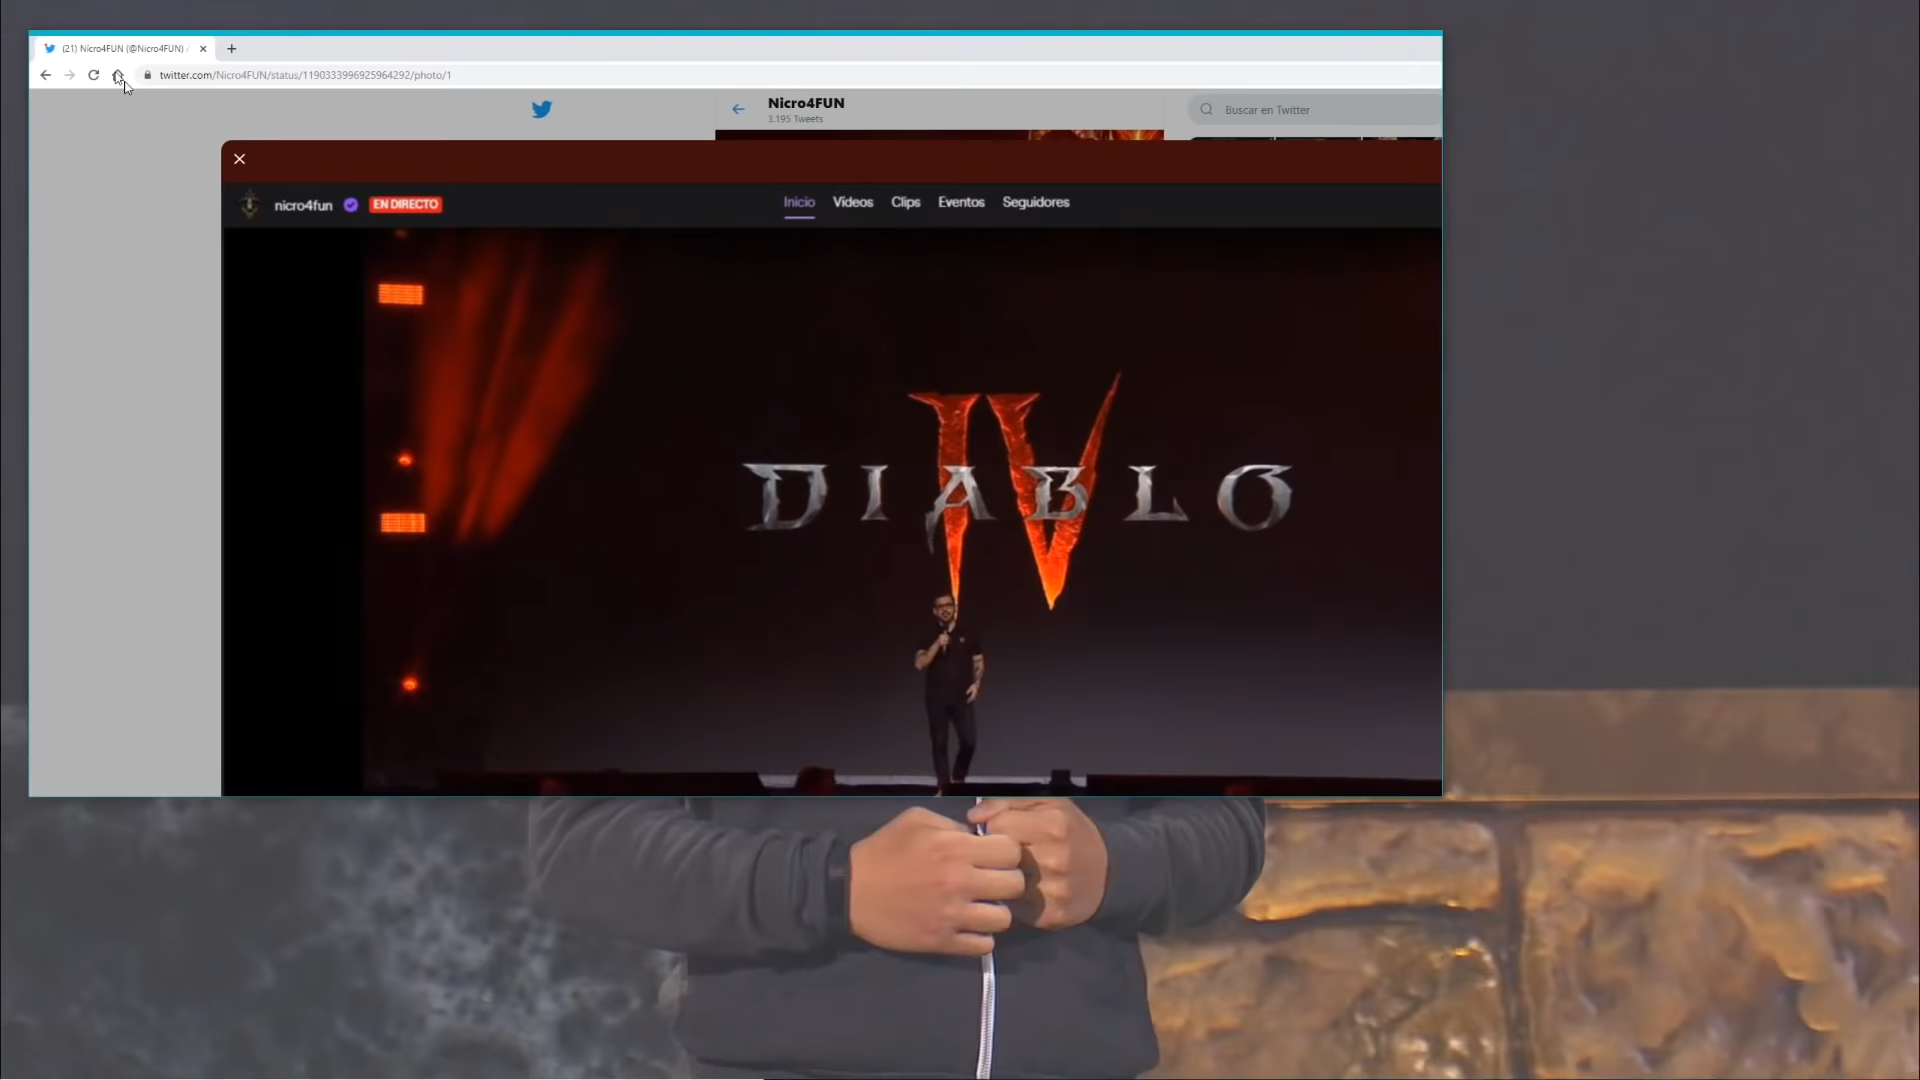 (21) Nicro4FUN (@Nicro4FUN) /
twitter.com/Nicro4FUN/status/1190333996925964292/photo/1
Nicro4FUN
3.195 Tweets
Buscar en Twitter
nicro4fun
EN DIRECTO
Inicio
Vídeos
Clips
Eventos
Seguidores
IV
DIABLO